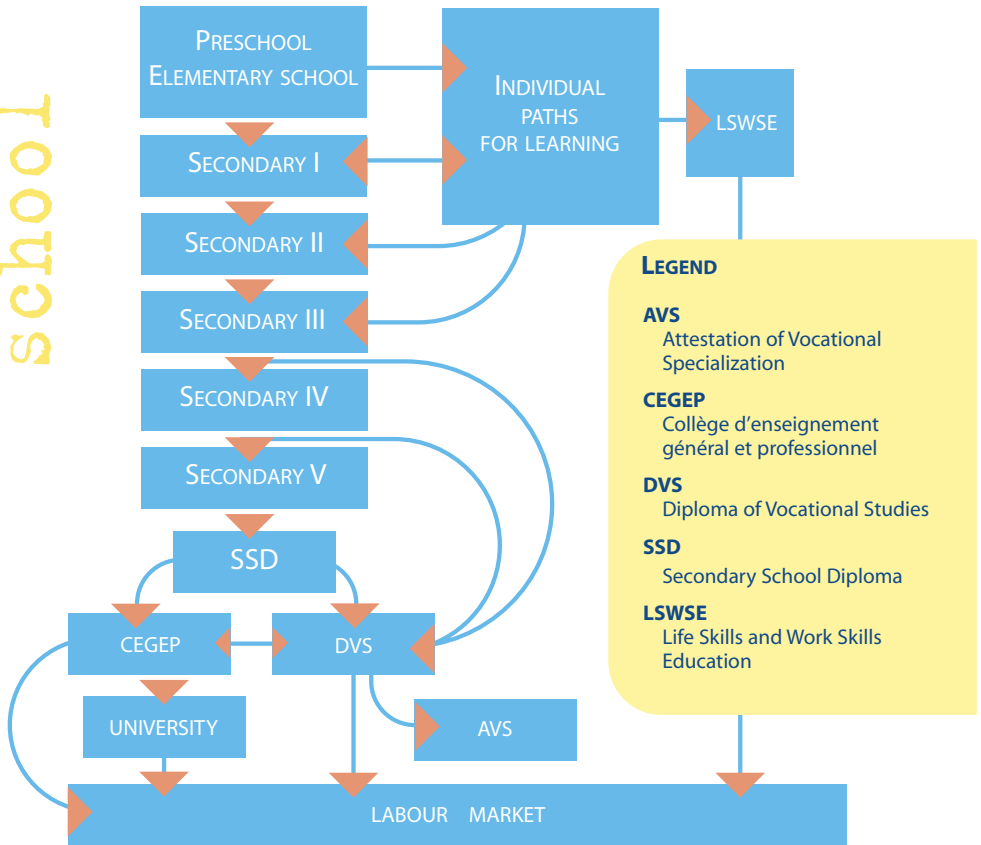 school
PRESCHOOL
ELEMENTARY SCHOOL
INDIVIDUAL
PATHS
FOR LEARNING
LSWSE
SECONDARY I
SECONDARY II
SECONDARY III
SECONDARY IV
SECONDARY V
SSD
CEGEP
DVS
UNIVERSITY
AVS
LABOUR MARKET
LEGEND
AVS
Attestation of Vocational
Specialization
CEGEP
Collège d’enseignement
général et professionnel
DVS
Diploma of Vocational Studies
SSD
Secondary School Diploma
LSWSE
Life Skills and Work Skills
Education